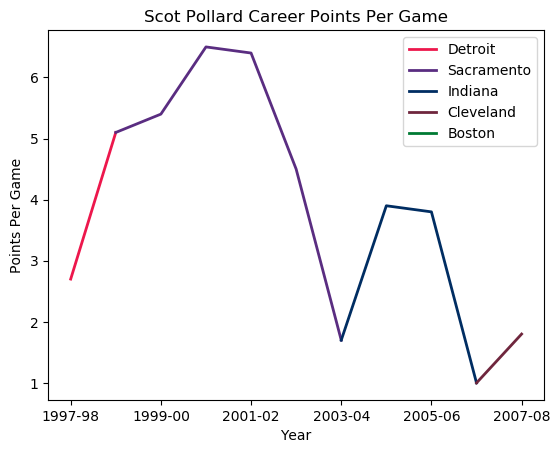 Scot Pollard Career Points Per Game
Detroit
Sacramento
Indiana
Cleveland
Boston
Points Per Game
6
5
4
3
2
1
1997-98
1999-00
2001-02
2003-04
2005-06
2007-08
Year